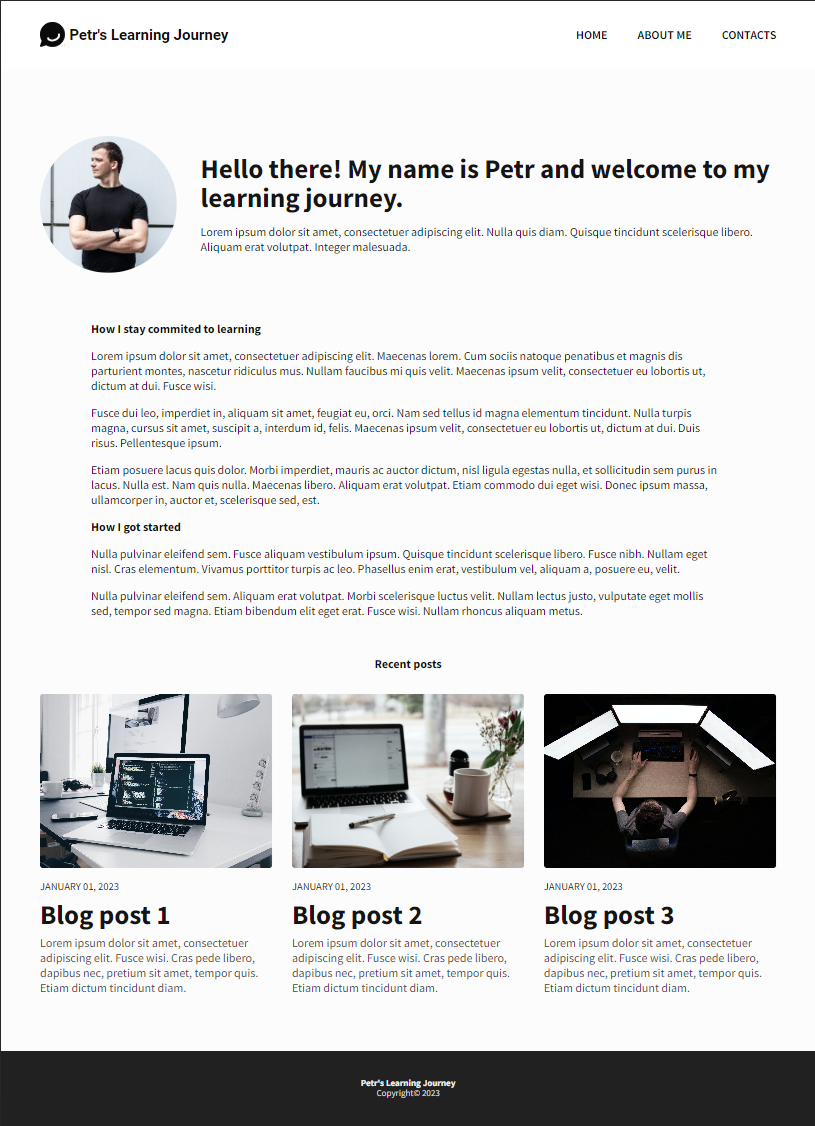 Petr's Learning Journey
HOME ABOUT ME CONTACTS
Hello there! My name is Petr and welcome to my
learning journey.
Lorem ipsum dolor sit amet, consectetuer adipiscing elit. Nulla quis diam. Quisque tincidunt scelerisque libero.
Aliquam erat volutpat. Integer malesuada.
How I stay commited to learning
Lorem ipsum dolor sit amet, consectetuer adipiscing elit. Maecenas lorem. Cum sociis natoque penatibus et magnis dis
parturient montes, nascetur ridiculus mus. Nullam faucibus mi quis velit. Maecenas ipsum velit, consectetuer eu lobortis ut,
dictum at dui. Fusce wisi.
Fusce dui leo, imperdiet in, aliquam sit amet, feugiat eu, orci. Nam sed tellus id magna elementum tincidunt. Nulla turpis
magna, cursus sit amet, suscipit a, interdum id, felis. Maecenas ipsum velit, consectetuer eu lobortis ut, dictum at dui. Duis
risus. Pellentesque ipsum.
Etiam posuere lacus quis dolor. Morbi imperdiet, mauris ac auctor dictum, nisl ligula egestas nulla, et sollicitudin sem purus in
lacus. Nulla est. Nam quis nulla. Maecenas libero. Aliquam erat volutpat. Etiam commodo dui eget wisi. Donec ipsum massa,
ullamcorper in, auctor et, scelerisque sed, est.
How I got started
Nulla pulvinar eleifend sem. Fusce aliquam vestibulum ipsum. Quisque tincidunt scelerisque libero. Fusce nibh. Nullam eget
nisl. Cras elementum. Vivamus porttitor turpis ac leo. Phasellus enim erat, vestibulum vel, aliquam a, posuere eu, velit.
Nulla pulvinar eleifend sem. Aliquam erat volutpat. Morbi scelerisque luctus velit. Nullam lectus justo, vulputate eget mollis
sed, tempor sed magna. Etiam bibendum elit eget erat. Fusce wisi. Nullam rhoncus aliquam metus.
Recent posts
JANUARY 01, 2023
Blog post 1
Lorem ipsum dolor sit amet, consectetuer
adipiscing elit. Fusce wisi. Cras pede libero,
dapibus nec, pretium sit amet, tempor quis.
Etiam dictum tincidunt diam.
JANUARY 01, 2023
Blog post 2
Lorem ipsum dolor sit amet, consectetuer
adipiscing elit. Fusce wisi. Cras pede libero,
dapibus nec, pretium sit amet, tempor quis.
Etiam dictum tincidunt diam.
JANUARY 01, 2023
Blog post 3
Lorem ipsum dolor sit amet, consectetuer
adipiscing elit. Fusce wisi. Cras pede libero,
dapibus nec, pretium sit amet, tempor quis.
Etiam dictum tincidunt diam.
Petr's Learning Journey
Copyright© 2023